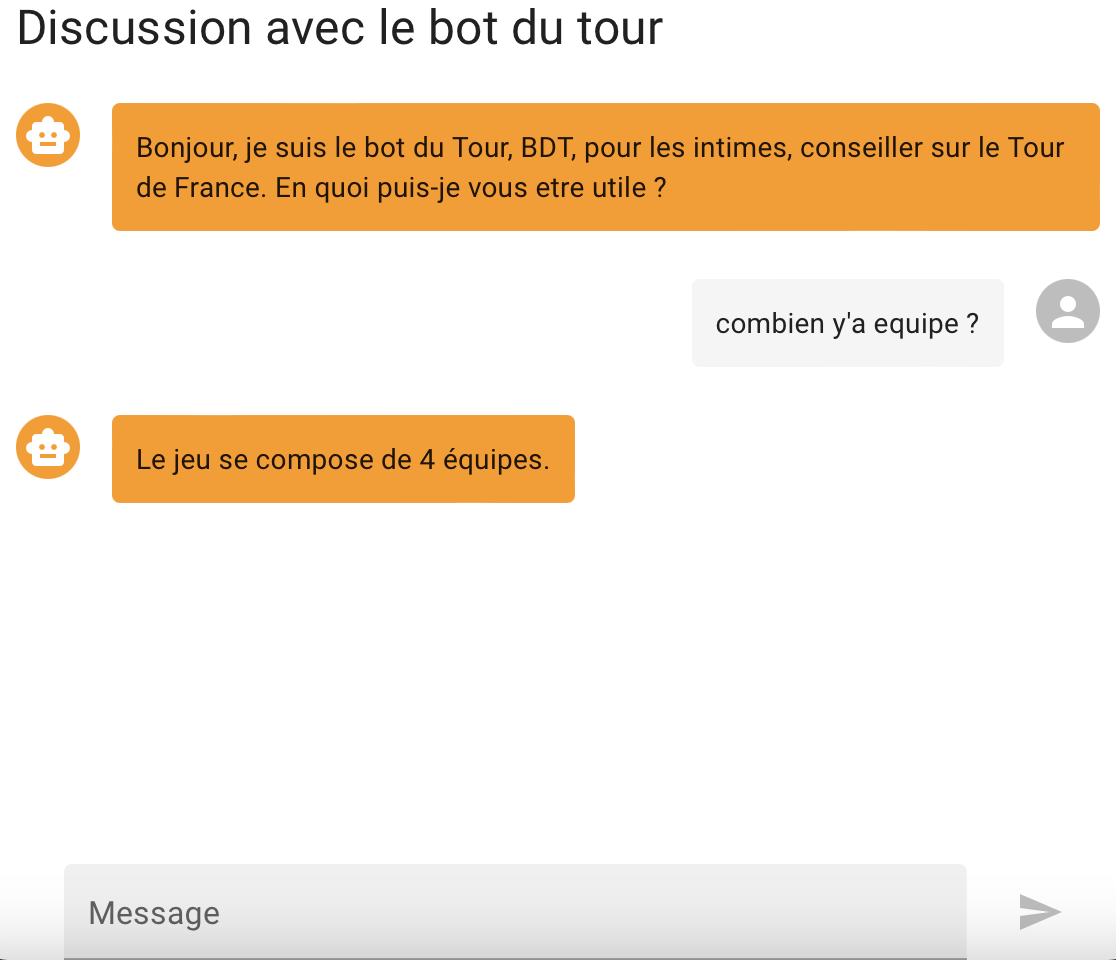 Discussion avec le bot du tour
Bonjour, je suis le bot du Tour, BDT, pour les intimes, conseiller sur le Tour
de France. En quoi puis-je vous etre utile ?
combien y'a equipe ?
Le jeu se compose de 4 équipes.
Message